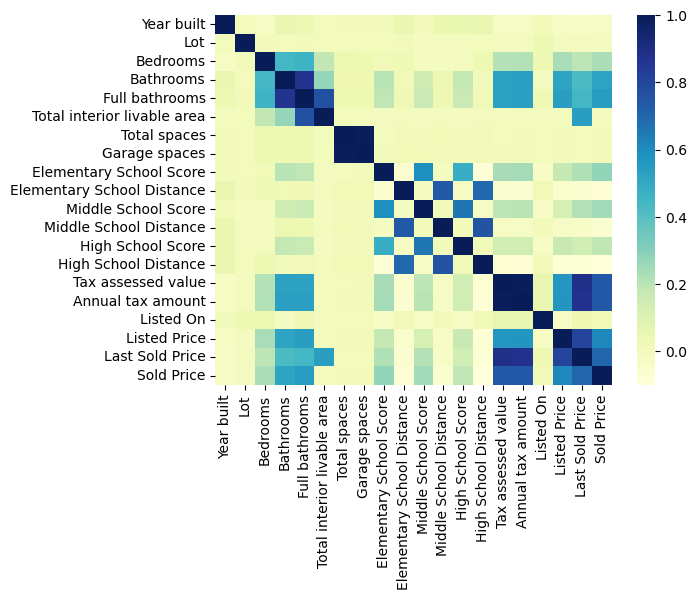 Year built
Lot
Bedrooms
Bathrooms
Full bathrooms
Total interior livable area
Total spaces
Garage spaces
Elementary School Score
Elementary School Distance
Middle School Score
Middle School Distance
High School Score
High School Distance
Tax assessed value
Annual tax amount
Listed On
Listed Price
Last Sold Price
Sold Price
Year built
Lot
Bedrooms
Bathrooms
Full bathrooms
Total interior livable area
Total spaces
Garage spaces
Elementary School Score
Elementary School Distance
Middle School Score
Middle School Distance
High School Score
High School Distance
Tax assessed value
Annual tax amount
Listed On
Listed Price
Last Sold Price
Sold Price
1.0
0.8
0.6
0.4
0.2
0.0